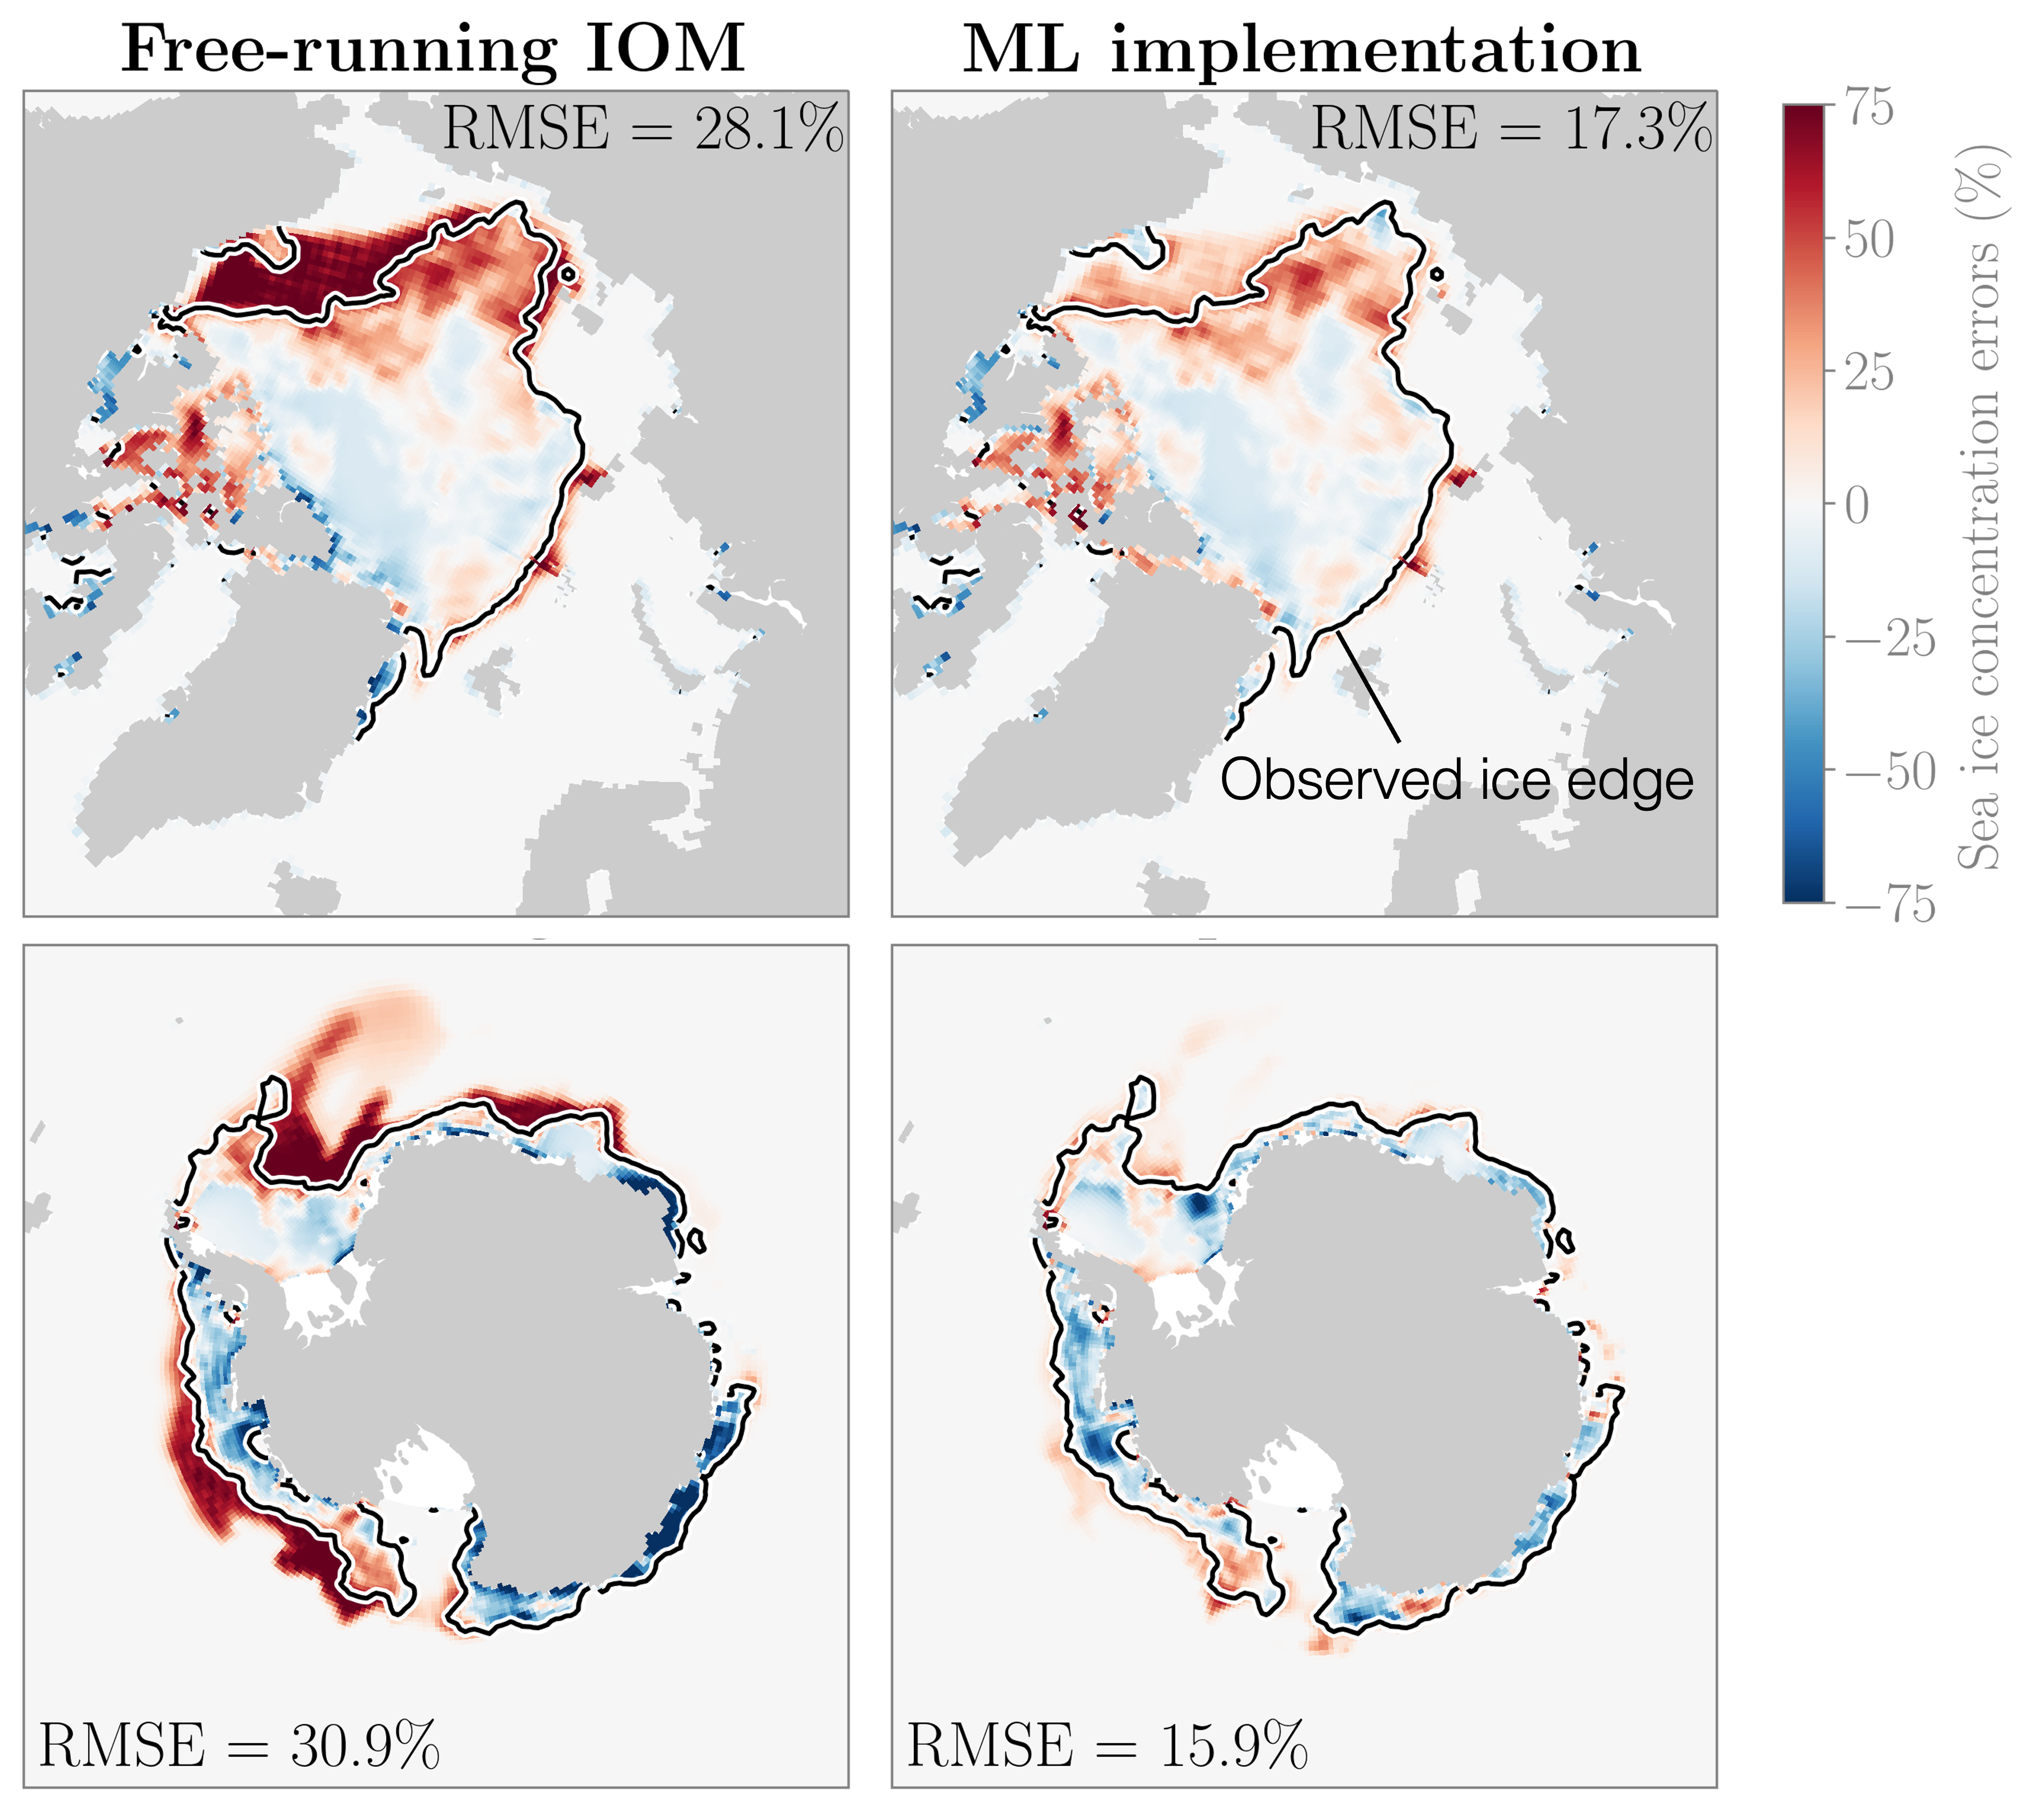 Free-running IOM
ML implementation
RMSE = 28.1%
RMSE = 17.3%
75
50
25
0
−25
−50
−75
Sea ice concentration errors (%)
Observed ice edge
RMSE = 30.9%
RMSE = 15.9%